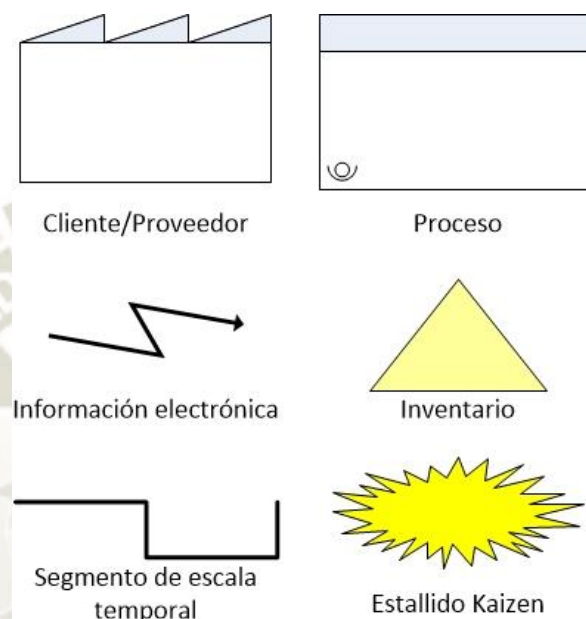 Cliente/Proveedor
Proceso
Información electrónica
Inventario
Segmento de escala
temporal
Estallido Kaizen